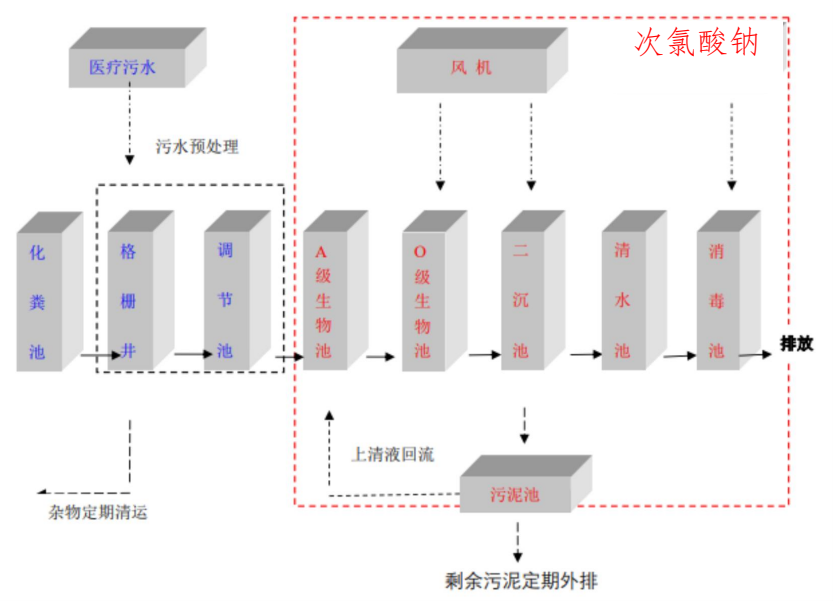 次氯酸钠
医疗污水
风 机
污水预处理
化粪池
格栅井
调节池
A级生物池
O级生物池
二沉池
清水池
消毒池
排放
上清液回流
污泥池
杂物定期清运
剩余污泥定期外排